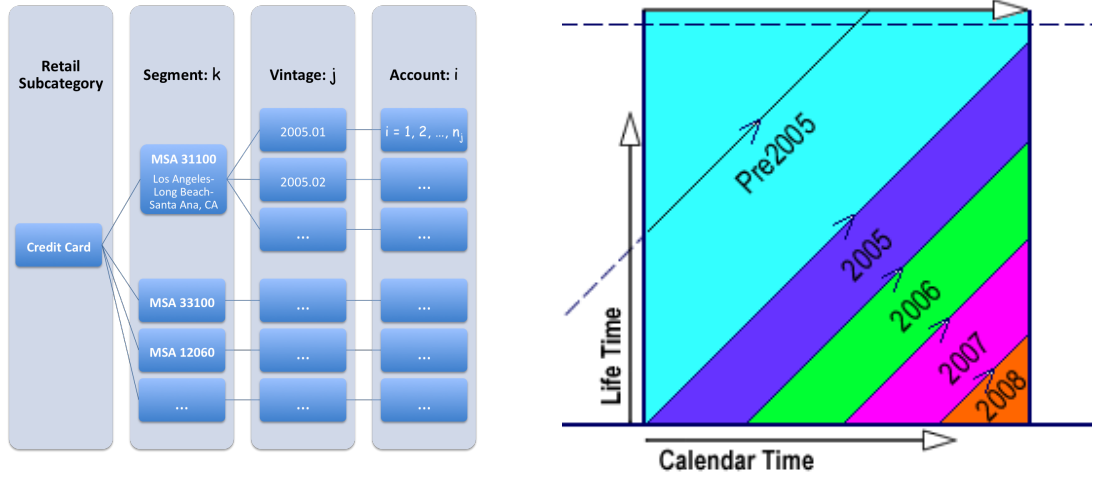 Retail
Subcategory
Segment: k
Vintage: j
Account: i
Credit Card
MSA 31100
Los Angeles-
Long Beach-
Santa Ana, CA
MSA 33100
MSA 12060
...
2005.01
2005.02
...
...
...
...
i = 1, 2, ..., nj
...
...
...
...
...
Pre2005
2005
2006
2007
2008
Life Time
Calendar Time